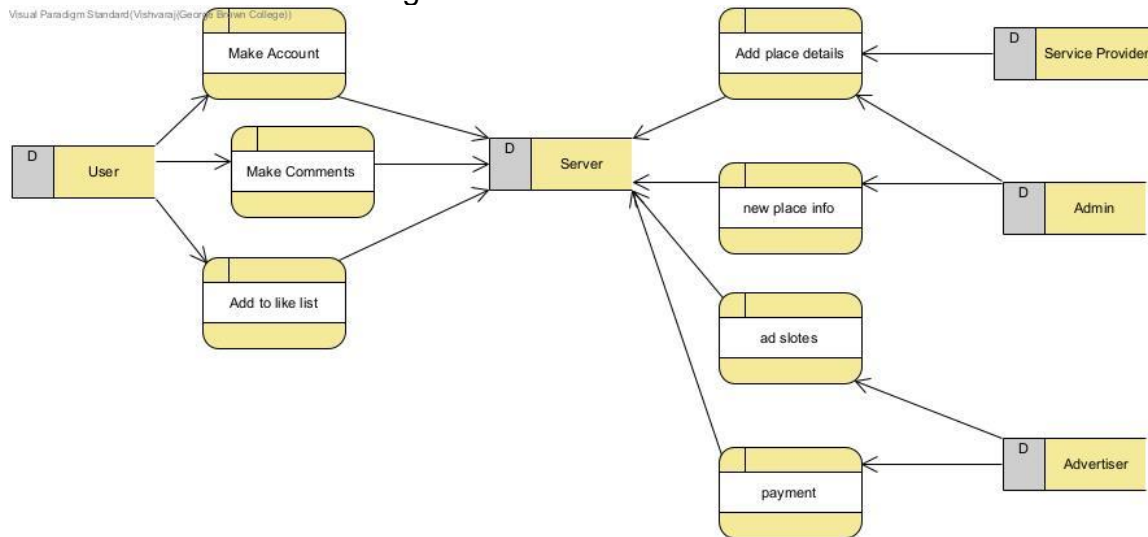 Visual Paradigm Standard(Vishvaraj(George Brown College))
Make Account
Add place details
D
Service Provider
D
User
Make Comments
D
Server
new place info
D
Admin
Add to like list
ad slotes
D
Advertiser
payment